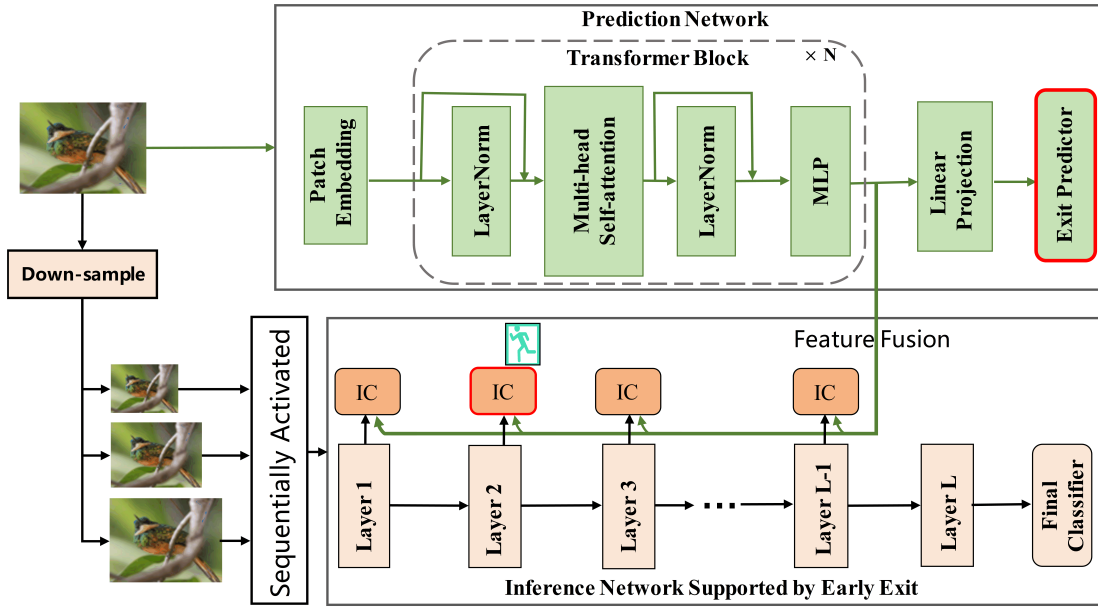 Prediction Network
Transformer Block
× N
Patch
Embedding
LayerNorm
Multi-head
Self-attention
LayerNorm
MLP
Linear
Projection
Exit Predictor
Down-sample
Sequentially Activated
Feature Fusion
IC
IC
IC
IC
Layer 1
Layer 2
Layer 3
...
Layer L-1
Layer L
Final
Classifier
Inference Network Supported by Early Exit